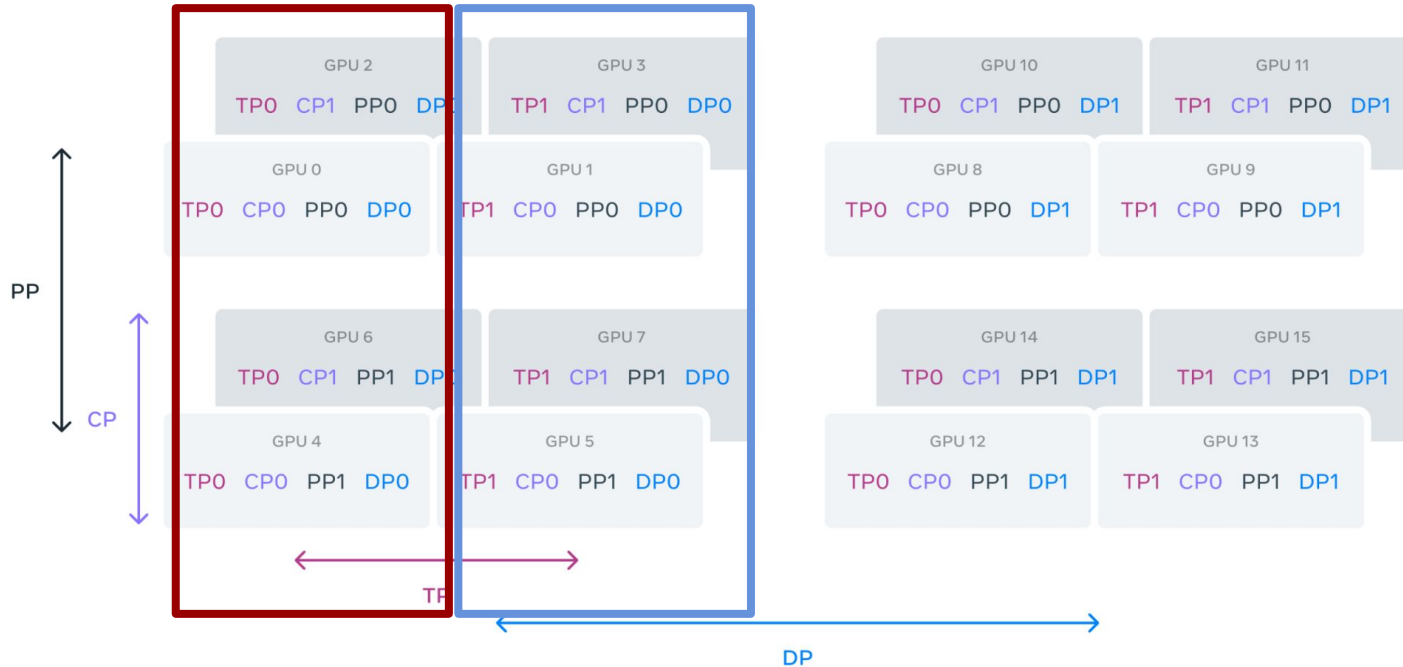 GPU 2 GPU 3 GPU 10 GPU 11
TP0 CP1 PP0 DP0 TP1 CP1 PP0 DP0 TP0 CP1 PP0 DP1 TP1 CP1 PP0 DP1
GPU 0 GPU 1 GPU 8 GPU 9
TP0 CP0 PP0 DP0 TP1 CP0 PP0 DP0 TP0 CP0 PP0 DP1 TP1 CP0 PP0 DP1
PP
GPU 6 GPU 7 GPU 14 GPU 15
TP0 CP1 PP1 DP0 TP1 CP1 PP1 DP0 TP0 CP1 PP1 DP1 TP1 CP1 PP1 DP1
CP
GPU 4 GPU 5 GPU 12 GPU 13
TP0 CP0 PP1 DP0 TP1 CP0 PP1 DP0 TP0 CP0 PP1 DP1 TP1 CP0 PP1 DP1
TP
DP